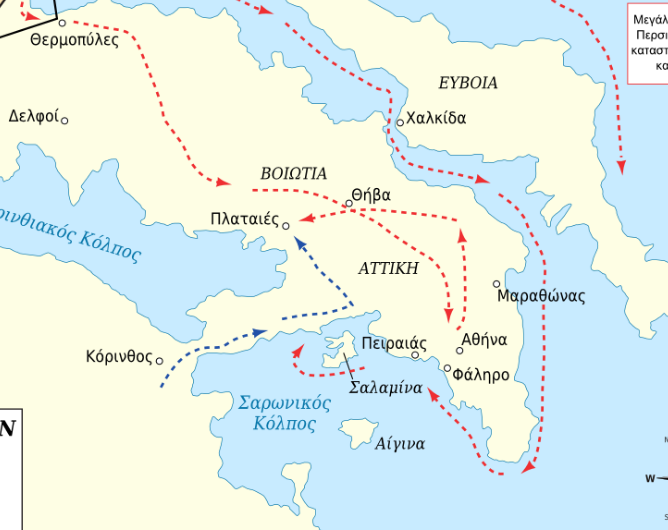 Θερμοπύλες
Μεγάλ
Περσι
καταστ
κα
ΕΥΒΟΙΑ
Δελφοί
Χαλκίδα
ΒΟΙΩΤΙΑ
Θήβα
Πλαταιές
ρινθιακός Κόλπος
ΑΤΤΙΚΗ
Μαραθώνας
Πειραιάς
Αθήνα
Κόρινθος
Φάληρο
Σαλαμίνα
Σαρωνικός
Κόλπος
Αίγινα
Ν
W